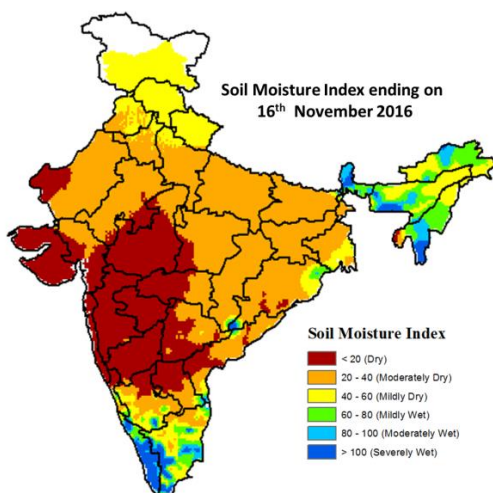 Soil Moisture Index ending on
16th November 2016
Soil Moisture Index
< 20 (Dry)
20 - 40 (Moderately Dry)
40 - 60 (Mildly Dry)
60 - 80 (Mildly Wet)
80 - 100 (Moderately Wet)
> 100 (Severely Wet)